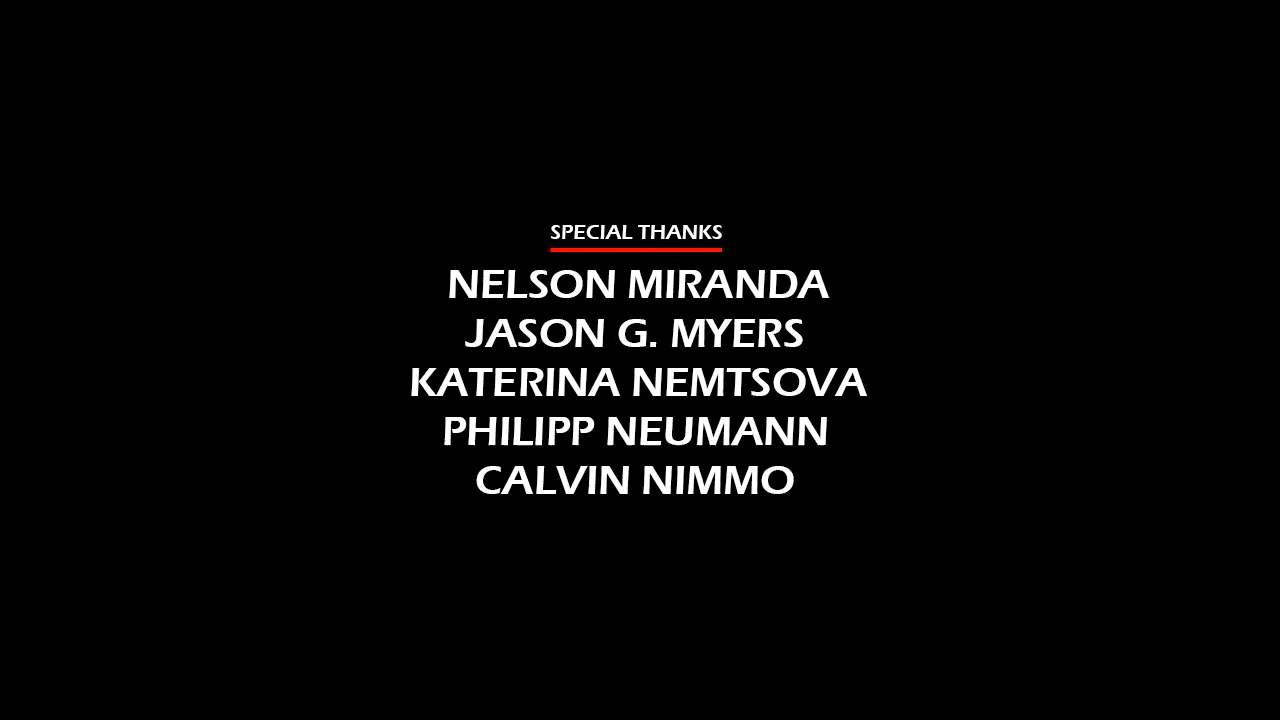 SPECIAL THANKS
NELSON MIRANDA
JASON G. MYERS
KATERINA NEMTSOVA
PHILIPP NEUMANN
CALVIN NIMMO